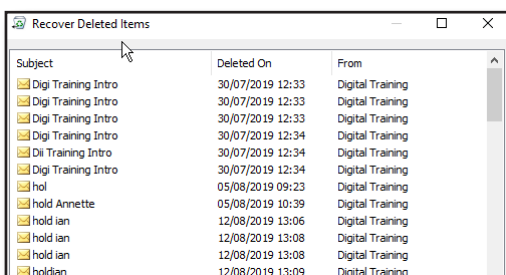 Recover Deleted Items
Subject Deleted On From
Digi Training Intro 30/07/2019 12:33 Digital Training
Digi Training Intro 30/07/2019 12:33 Digital Training
Digi Training Intro 30/07/2019 12:33 Digital Training
Digi Training Intro 30/07/2019 12:34 Digital Training
Dii Training Intro 30/07/2019 12:34 Digital Training
Digi Training Intro 30/07/2019 12:34 Digital Training
hol 05/08/2019 09:23 Digital Training
hold Annette 05/08/2019 10:39 Digital Training
hold ian 12/08/2019 13:06 Digital Training
hold ian 12/08/2019 13:08 Digital Training
hold ian 12/08/2019 13:08 Digital Training
holdian 12/08/2019 13:09 Digital Training